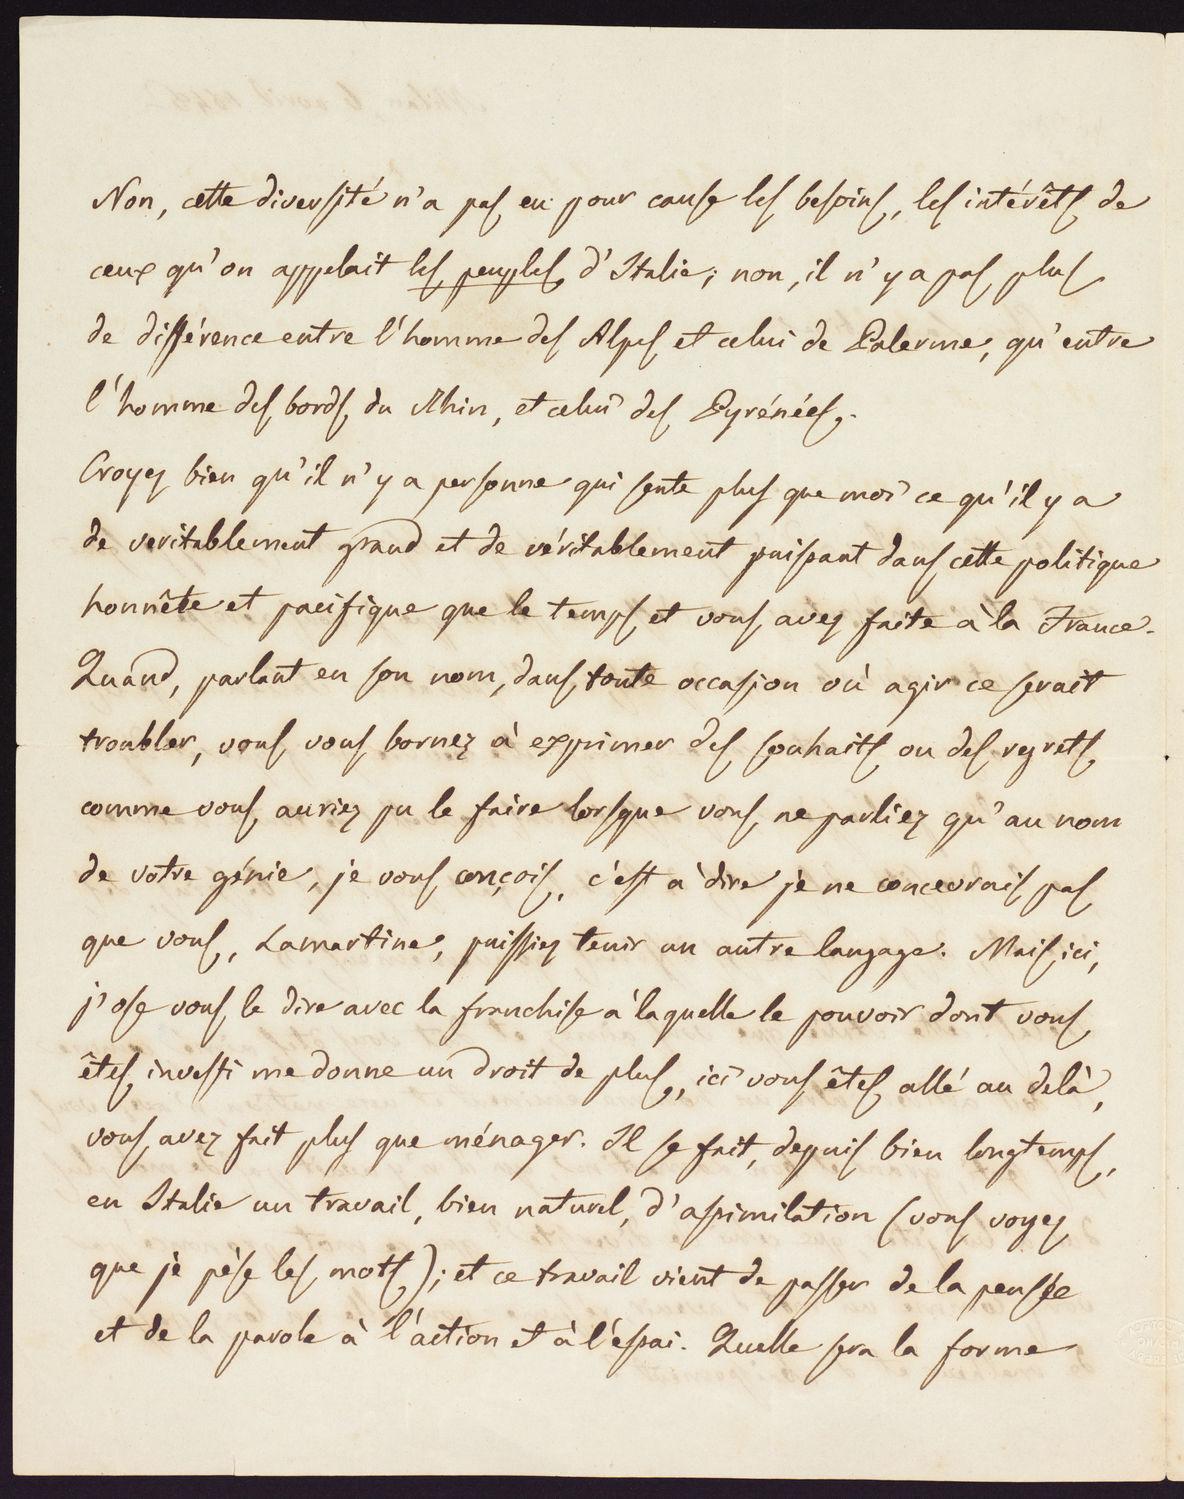 Non, cette diversité n'a pas eu pour cause les besoins, les intérêts de
ceux qu'on appelait les peuples d'Italie; non, il n'y a pas plus
de différence entre l'homme des Alpes et celui de Palerme, qu'entre
l'homme des bords du Rhin, et celui des Pyrénées.
Croyez bien qu'il n'y a personne qui sente plus que moi ce qu'il y a
de veritablement grand et de véritablement puissant dans cette politique
honnête et pacifique que le temps et vous avez faite à la France.
Quand, parlant en son nom, dans toute occasion où agir ce serait
troubler, vous vous bornez à exprimer des souhaits ou des regrets
comme vous auriez pu le faire lorsque vous ne parliez qu'au nom
de votre génie, je vous conçois, c'est à dire je ne concevrais pas
que vous, Lamartine, puissiez tenir un autre langage. Mais ici,
j'ose vous le dire avec la franchise à laquelle le pouvoir dont vous
êtes investi me donne un droit de plus, ici vous êtes allé au delà,
vous avez fait plus que ménager. Il se fait, depuis bien longtemps,
en Italie un travail, bien naturel, d'assimilation (vous voyez
que je pèse les mots); et ce travail vient de passer de la pensée
et de la parole à l'action et à l'essai. Quelle sera la forme